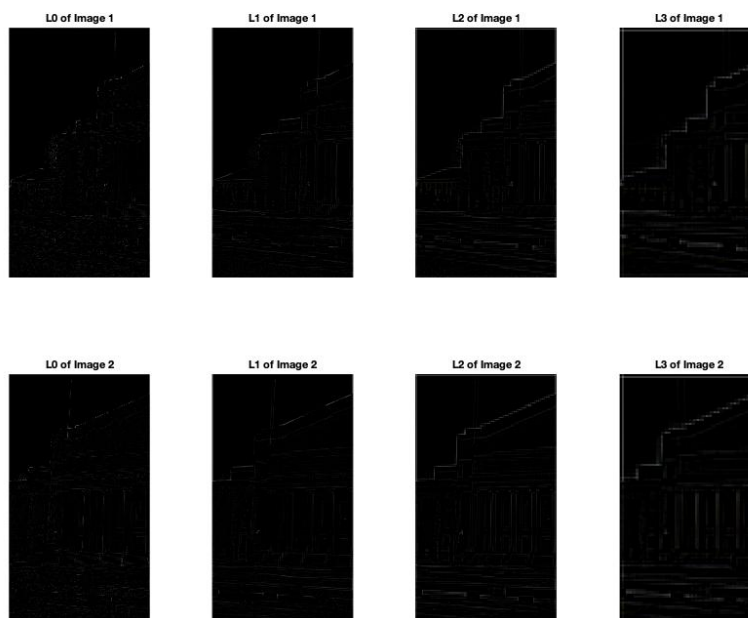 L0 of Image 1
L1 of Image 1
L2 of Image 1
L3 of Image 1
L0 of Image 2
L1 of Image 2
L2 of Image 2
L3 of Image 2